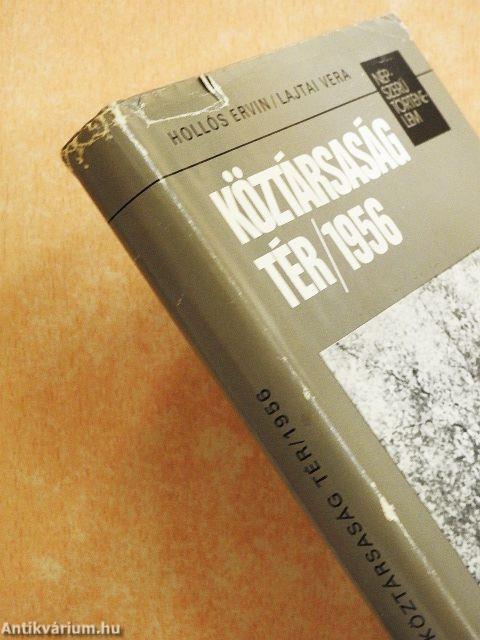 HOLLÓS ERVIN/LAJTAI VERA
NÉP-
SZERŰ
TÖRTÉNE-
LEM
KÖZTÁRSASÁG
TÉR/1956
KÖZTÁRSASÁG TÉR/1956
Antikvárium.hu